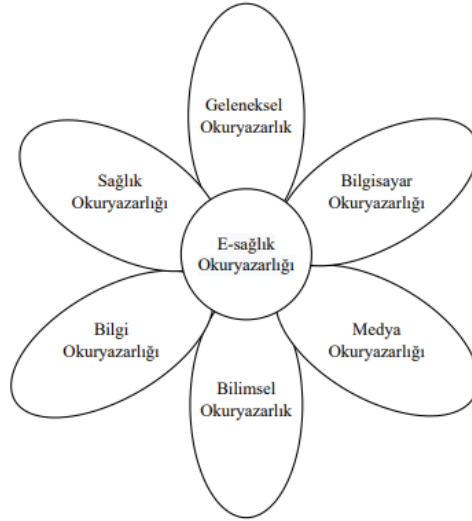 Geleneksel
Okuryazarlık
Sağlık
Okuryazarlığı
Bilgisayar
Okuryazarlığı
E-sağlık
Okuryazarlığı
Bilgi
Okuryazarlığı
Medya
Okuryazarlığı
Bilimsel
Okuryazarlık